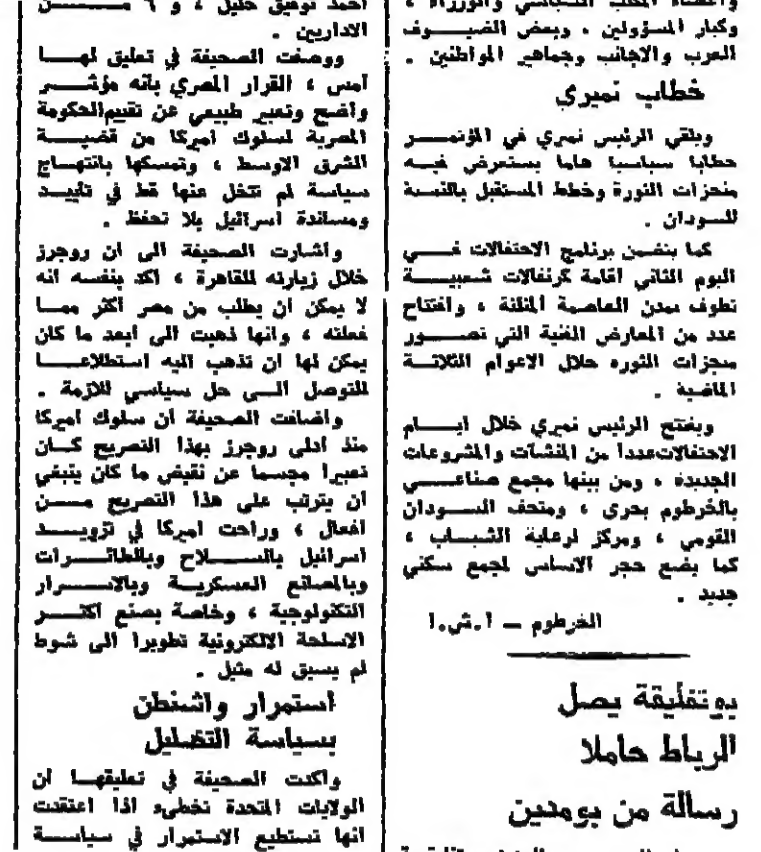 وكبار المسؤولين ، وبعض الضيوف
العرب والاجانب وجماهير المواطنين .
خطاب نميري
ويلقي الرئيس نميري في المؤتمر
خطابا سياسيا هاما يستعرض فيه
منجزات الثورة وخطط المستقبل بالنسبة
للسودان .
كما يتضمن برنامج الاحتفالات في
اليوم الثاني اقامة كرنفالات شعبية
تطوف بمدن العاصمة المثلثة ، وافتتاح
عدد من المعارض الفنية التي تصور
منجزات الثورة خلال الاعوام الثلاثة
الماضية .
ويفتتح الرئيس نميري خلال ايام
الاحتفالات عددا من المنشآت والمشروعات
الجديدة ، ومن بينها مجمع صناعي
بالخرطوم بحري ، ومتحف السودان
القومي ، ومركز لرعاية الشباب ،
كما يضع حجر الاساس لمجمع سكني
جديد .
الخرطوم – ا.ش.ا
بوتفليقة يصل
الرباط حاملا
رسالة من بومدين
احمد توفيق خليل ، و ٦ من
الاداريين .
ووصفت الصحيفة في تعليق لها
امس ، القرار المصري بانه مؤشر
واضح وتعبير طبيعي عن تقييم الحكومة
المصرية لسلوك اميركا من قضية
الشرق الاوسط ، وتمسكها بانتهاج
سياسة لم تتخل عنها قط في تأييد
ومساندة اسرائيل بلا تحفظ .
واشارت الصحيفة الى ان روجرز
خلال زيارته للقاهرة ، اكد بنفسه انه
لا يمكن ان يطلب من مصر اكثر مما
فعلته ، وانها ذهبت الى ابعد ما كان
يمكن لها ان تذهب اليه استطلاعا
للتوصل الى حل سياسي للازمة .
واضافت الصحيفة ان سلوك اميركا
منذ ادلى روجرز بهذا التصريح كان
تعبيرا مجسما عن نقيض ما كان ينبغي
ان يترتب على هذا التصريح من
افعال ، وراحت اميركا في تزويد
اسرائيل بالسلاح وبالطائرات
وبالمصانع العسكرية وبالاسرار
التكنولوجية ، وخاصة بصنع اكثر
الاسلحة الالكترونية تطويرا الى شوط
لم يسبق له مثيل .
استمرار واشنطن
بسياسة التضليل
واكدت الصحيفة في تعليقها ان
الولايات المتحدة تخطىء اذا اعتقدت
انها تستطيع الاستمرار في سياسة